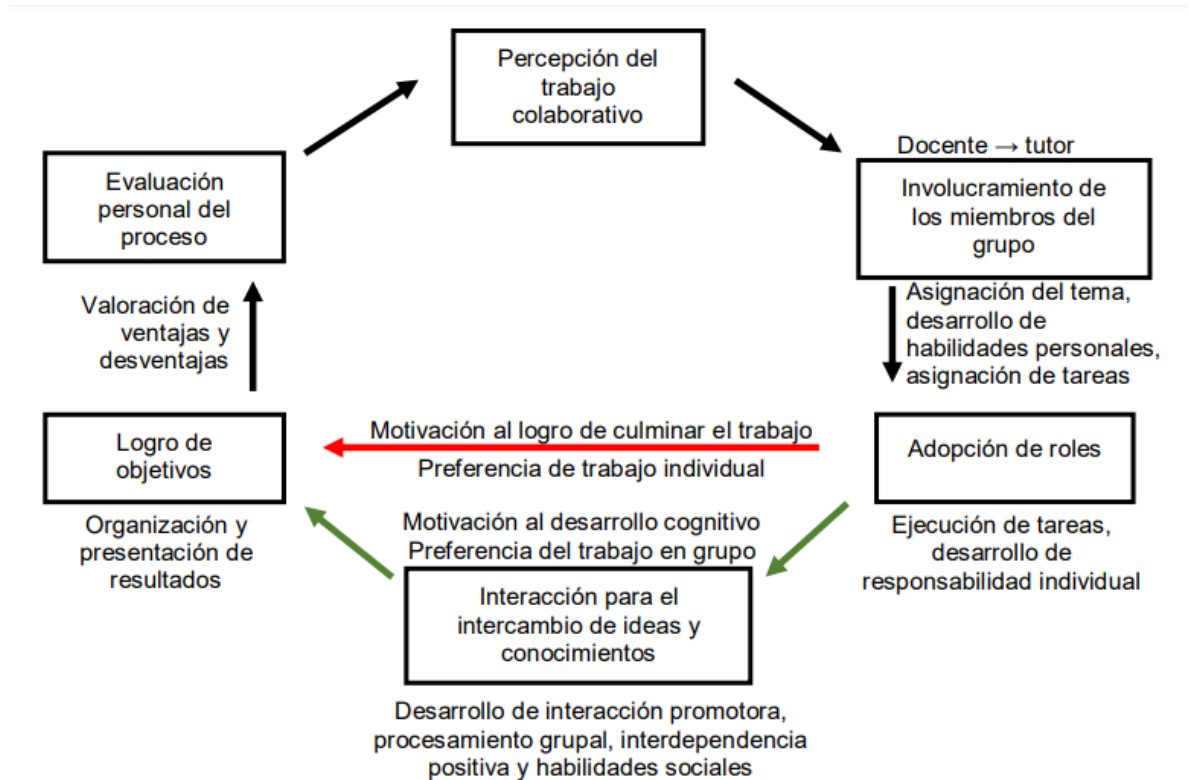 Percepción del
trabajo
colaborativo
Docente → tutor
Involucramiento de
los miembros del
grupo
Asignación del tema,
desarrollo de
habilidades personales,
asignación de tareas
Adopción de roles
Ejecución de tareas,
desarrollo de
responsabilidad individual
Motivación al logro de culminar el trabajo
Preferencia de trabajo individual
Motivación al desarrollo cognitivo
Preferencia del trabajo en grupo
Interacción para el
intercambio de ideas y
conocimientos
Desarrollo de interacción promotora,
procesamiento grupal, interdependencia
positiva y habilidades sociales
Logro de
objetivos
Organización y
presentación de
resultados
Valoración de
ventajas y
desventajas
Evaluación
personal del
proceso